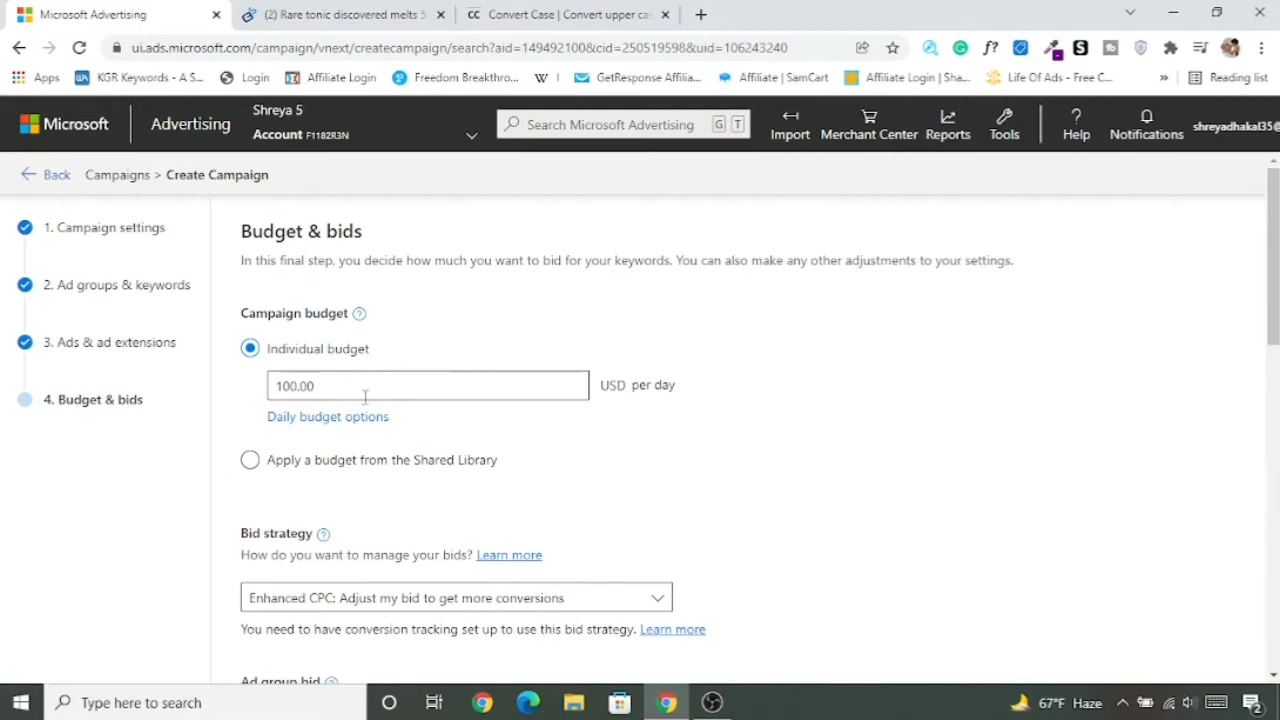 Microsoft Advertising
(2) Rare tonic discovered melts 5
CC Convert Case | Convert upper ca
ui.ads.microsoft.com/campaign/vnext/createcampaign/search?aid=149492100&cid=250519598&uid=106243240
Apps
KGR Keywords - A S...
Login
Affiliate Login
Freedom Breakthro...
W |
GetResponse Affilia...
Affiliate | SamCart
Affiliate Login | Sha...
Life Of Ads - Free C...
»
Reading list
Microsoft
Advertising
Shreya 5
Account F1182R3N
Search Microsoft Advertising
G
T
Import
Merchant Center
Reports
Tools
Help
Notifications
shreyadhakal35@
Back
Campaigns > Create Campaign
1. Campaign settings
2. Ad groups & keywords
3. Ads & ad extensions
4. Budget & bids
Budget & bids
In this final step, you decide how much you want to bid for your keywords. You can also make any other adjustments to your settings.
Campaign budget ?
Individual budget
100.00
USD per day
Daily budget options
Apply a budget from the Shared Library
Bid strategy ?
How do you want to manage your bids? Learn more
Enhanced CPC: Adjust my bid to get more conversions
You need to have conversion tracking set up to use this bid strategy. Learn more
Ad group bid ?
Type here to search
67°F Haze
2